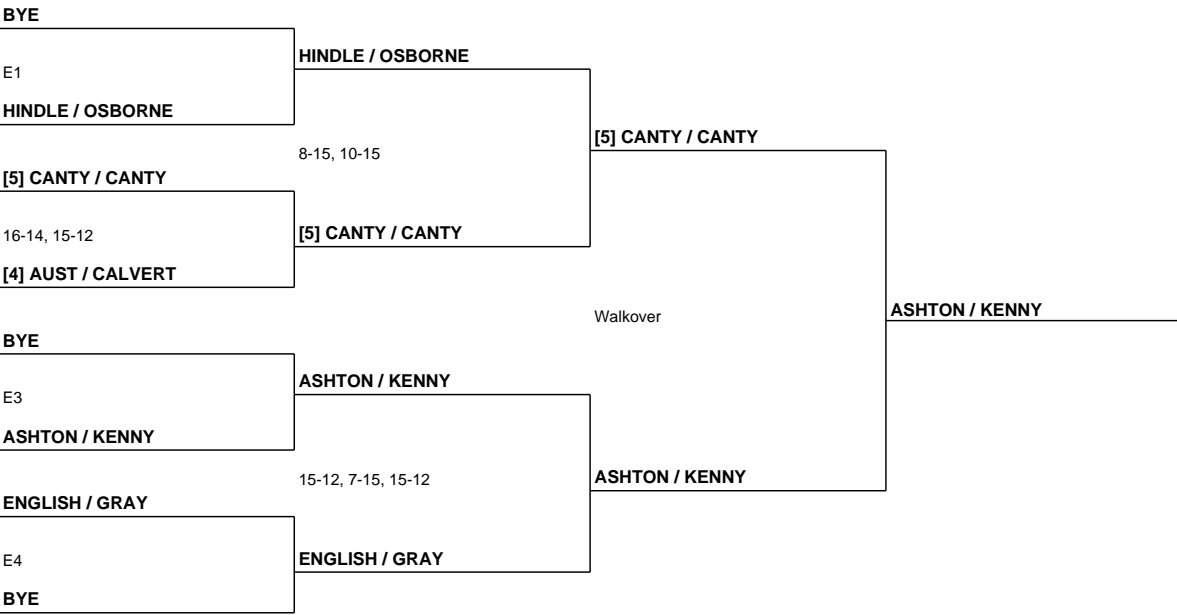 BYE
HINDLE / OSBORNE
E1
HINDLE / OSBORNE
[5] CANTY / CANTY
8-15, 10-15
[5] CANTY / CANTY
16-14, 15-12
[5] CANTY / CANTY
[4] AUST / CALVERT
ASHTON / KENNY
Walkover
BYE
ASHTON / KENNY
E3
ASHTON / KENNY
15-12, 7-15, 15-12
ASHTON / KENNY
ENGLISH / GRAY
E4
ENGLISH / GRAY
BYE